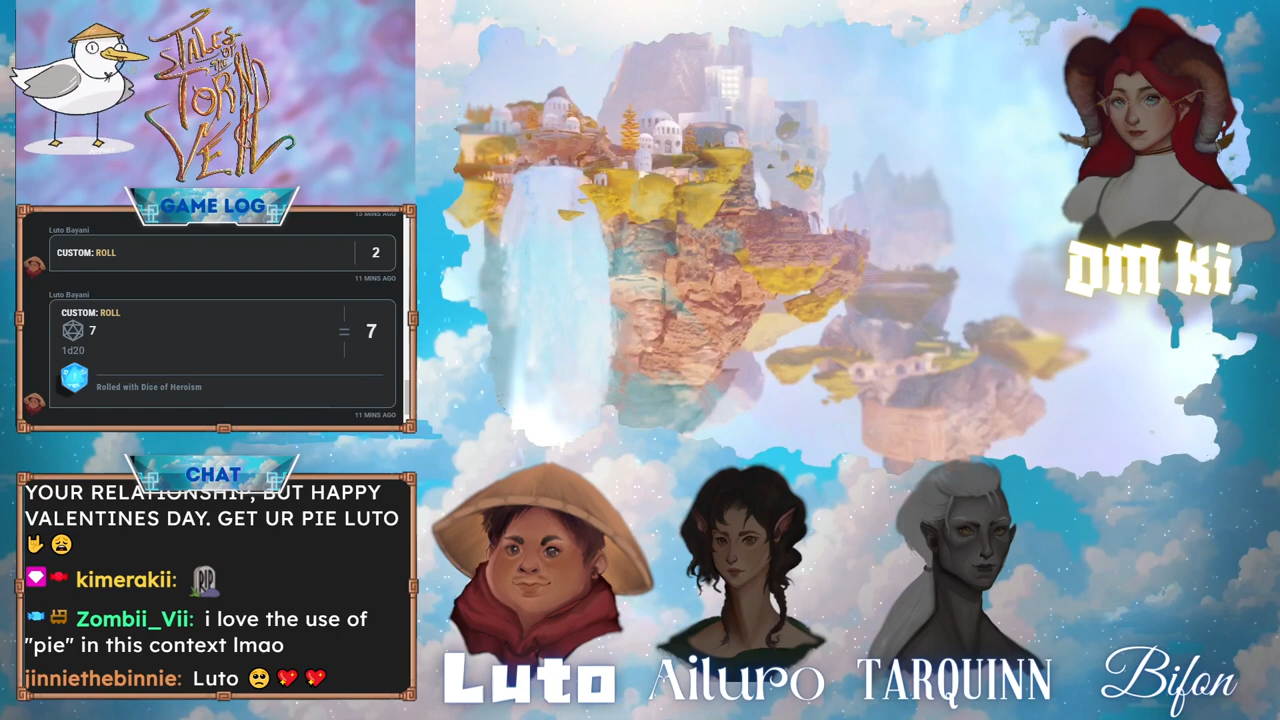 TALES
OF
THE
TORN
VEIL
GAME LOG
15 MINS AGO
Luto Bayani
CUSTOM: ROLL
2
11 MINS AGO
Luto Bayani
CUSTOM: ROLL
7
= 7
1d20
Rolled with Dice of Heroism
11 MINS AGO
CHAT
YOUR RELATIONSHIP, BUT HAPPY
VALENTINES DAY. GET UR PIE LUTO
🤘 😩
kimerakii:
RIP
Zombii_Vii: i love the use of
"pie" in this context lmao
jinniethebinnie: Luto 🥺 💖 💖
DM Ki
Luto
Ailuro
TARQUINN
Bifon